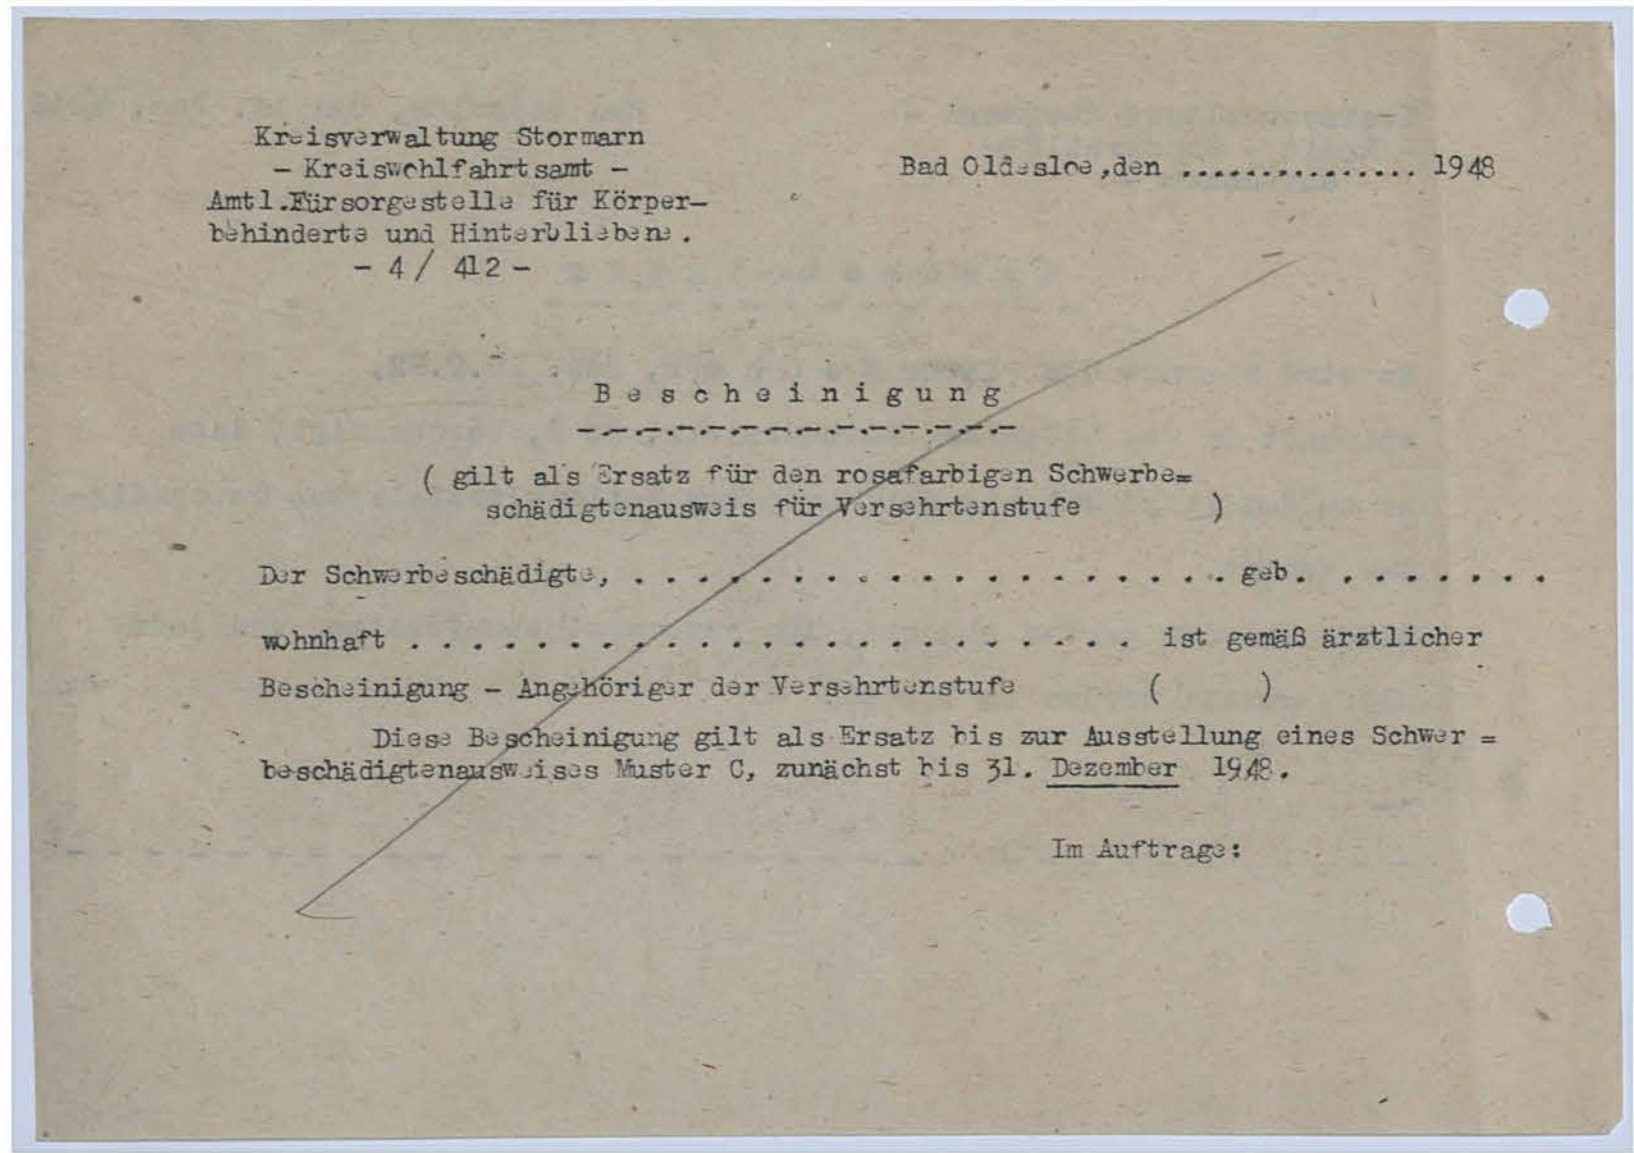 Kreisverwaltung Stormarn
- Kreiswohlfahrtsamt -
Amtl.Fürsorgestelle für Körper-
behinderte und Hinterbliebene.
- 4 / 412 -
Bad Oldesloe,den ................ 1948
B e s c h e i n i g u n g
-.-.-.-.-.-.-.-.-.-.-.-.-.-
( gilt als Ersatz für den rosafarbigen Schwerbe=
schädigtenausweis für Versehrtenstufe )
Der Schwerbeschädigte, . . . . . . . . . . . . . . . . . . . geb. . . . . . . . .
wohnhaft . . . . . . . . . . . . . . . . . . . . . . . ist gemäß ärztlicher
Bescheinigung - Angehöriger der Versehrtenstufe ( )
Diese Bescheinigung gilt als Ersatz bis zur Ausstellung eines Schwer =
beschädigtenausweises Muster C, zunächst bis 31. Dezember 1948.
Im Auftrage: